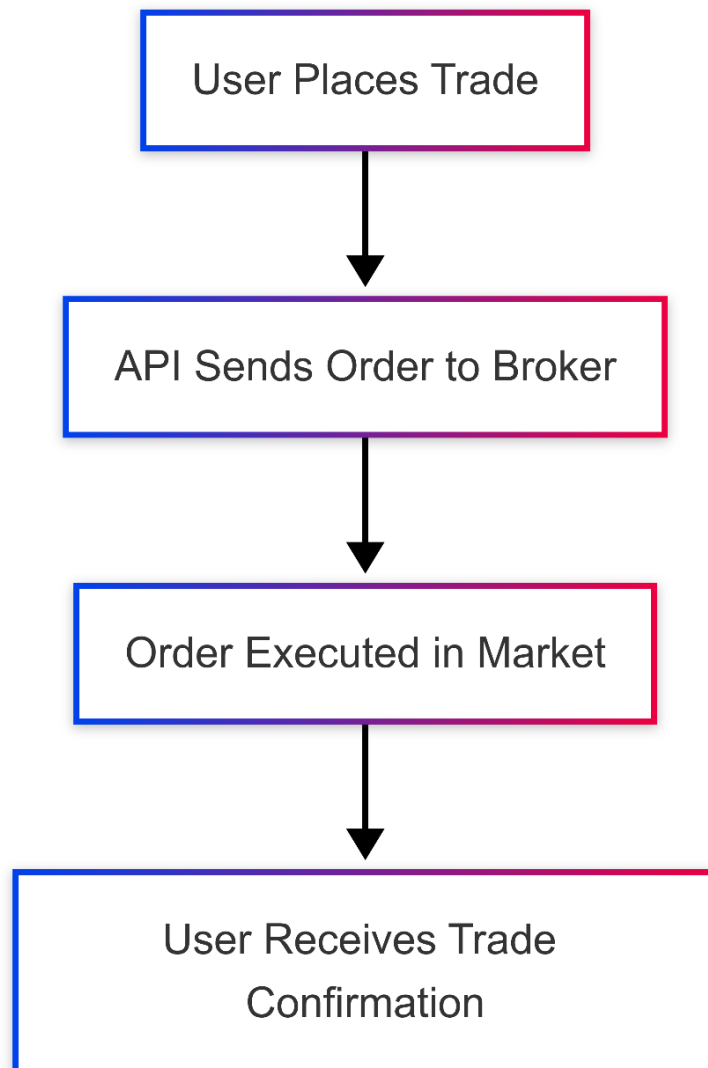 User Places Trade
API Sends Order to Broker
Order Executed in Market
User Receives Trade
Confirmation